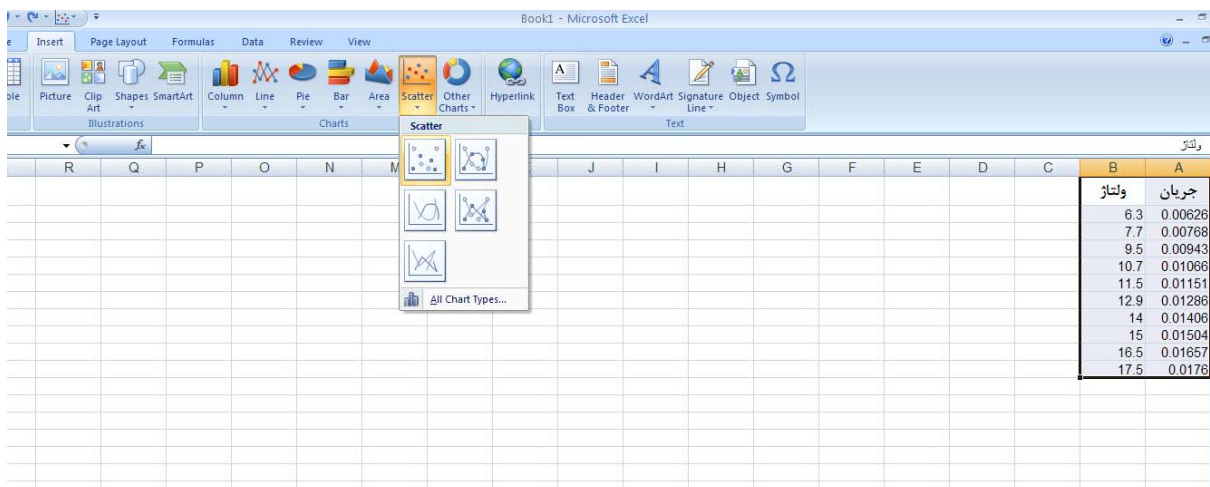 Book1 - Microsoft Excel
Insert Page Layout Formulas Data Review View
Picture Clip Art Shapes SmartArt Column Line Pie Bar Area Scatter Other Charts Hyperlink Text Box Header & Footer WordArt Signature Line Object Symbol
Illustrations Charts Text
Scatter
fx ولتاژ
R Q P O N M J I H G F E D C B A
جریان ولتاژ
6.3 0.00626
7.7 0.00768
9.5 0.00943
10.7 0.01066
11.5 0.01151
12.9 0.01286
14 0.01406
15 0.01504
16.5 0.01657
17.5 0.0176
All Chart Types...